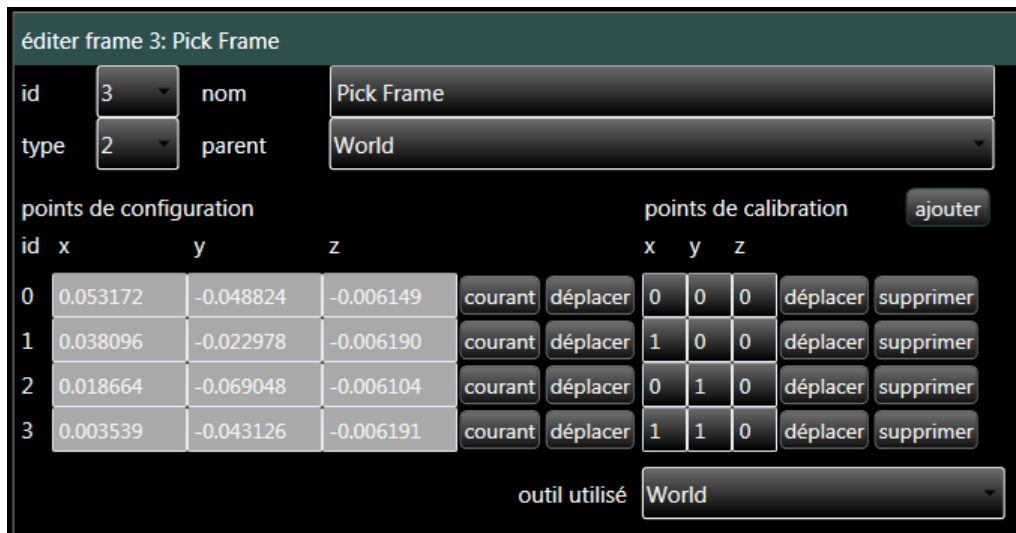 éditer frame 3: Pick Frame
id 3 nom Pick Frame
type 2 parent World
points de configuration points de calibration ajouter
id x y z x y z
0 0.053172 -0.048824 -0.006149 courant déplacer 0 0 0 déplacer supprimer
1 0.038096 -0.022978 -0.006190 courant déplacer 1 0 0 déplacer supprimer
2 0.018664 -0.069048 -0.006104 courant déplacer 0 1 0 déplacer supprimer
3 0.003539 -0.043126 -0.006191 courant déplacer 1 1 0 déplacer supprimer
outil utilisé World